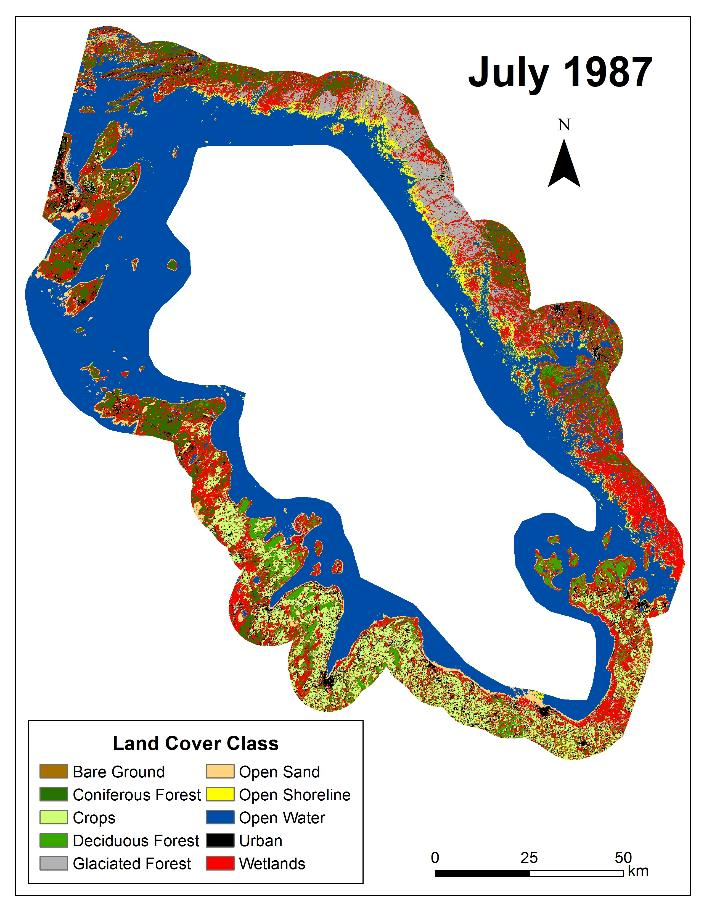 July 1987
N
Land Cover Class
Bare Ground
Coniferous Forest
Crops
Deciduous Forest
Glaciated Forest
Open Sand
Open Shoreline
Open Water
Urban
Wetlands
0 25 50
km